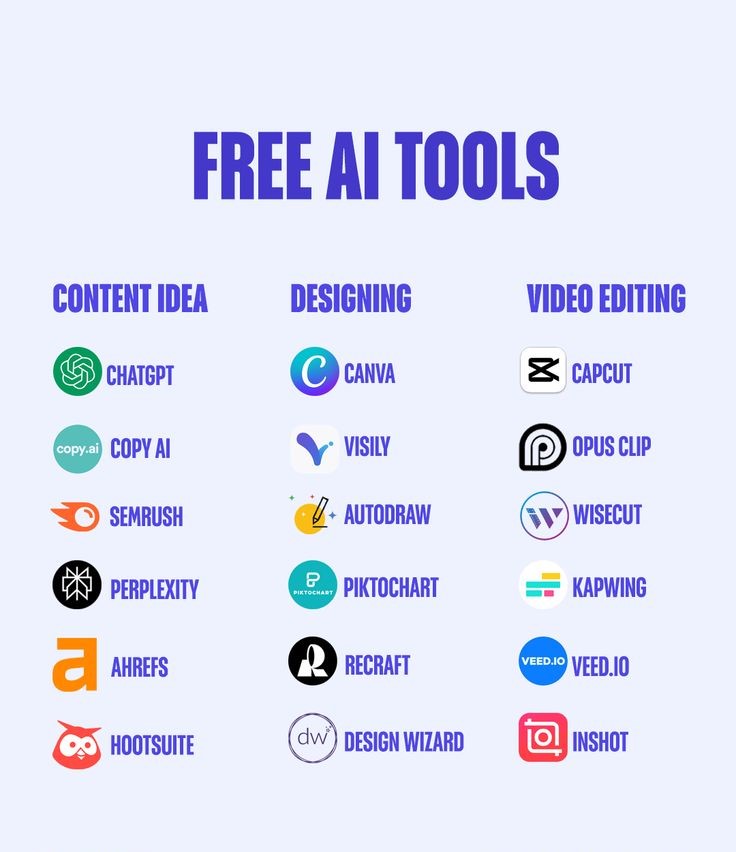 FREE AI TOOLS
CONTENT IDEA
CHATGPT
copy.ai COPY AI
SEMRUSH
PERPLEXITY
a AHREFS
HOOTSUITE
DESIGNING
C CANVA
VISILY
AUTODRAW
PIKTOCHART PIKTOCHART
RECRAFT
dw DESIGN WIZARD
VIDEO EDITING
CAPCUT
OPUS CLIP
W WISECUT
KAPWING
VEED.IO VEED.IO
INSHOT